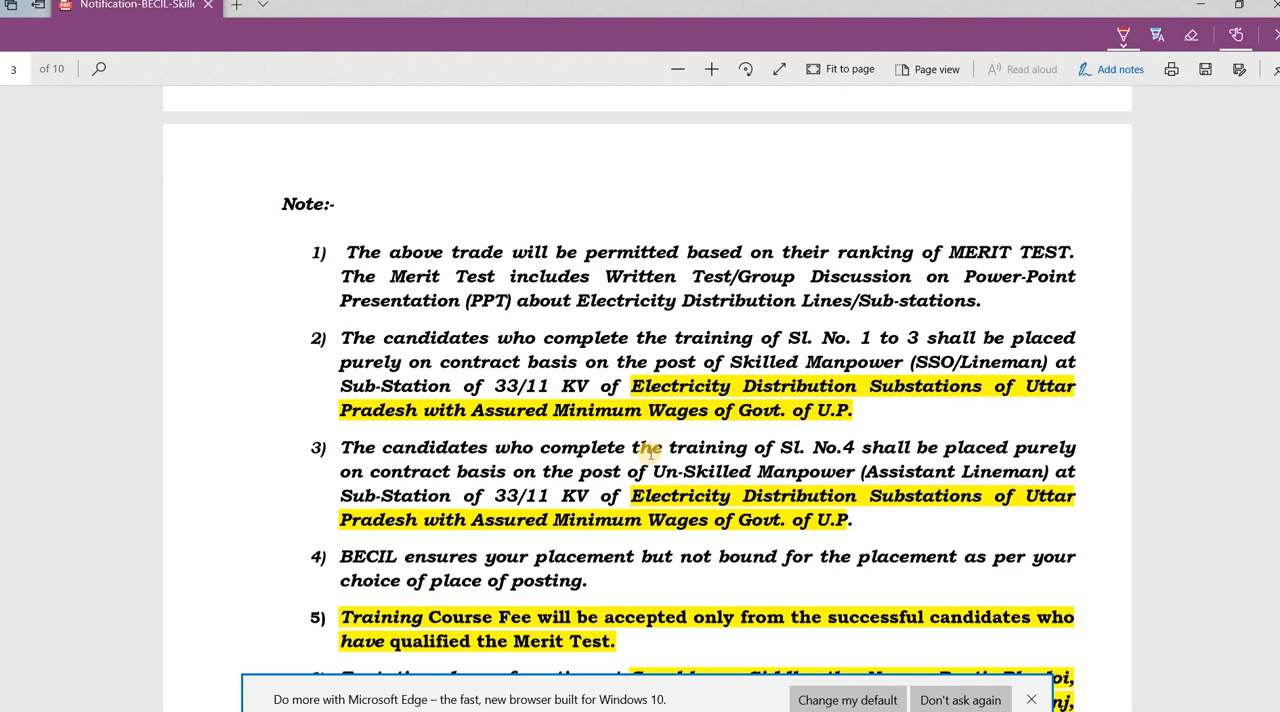 Notification-BECIL-Skille
3 of 10
Fit to page
Page view
Read aloud
Add notes
Note:-
1) The above trade will be permitted based on their ranking of MERIT TEST.
The Merit Test includes Written Test/Group Discussion on Power-Point
Presentation (PPT) about Electricity Distribution Lines/Sub-stations.
2) The candidates who complete the training of Sl. No. 1 to 3 shall be placed
purely on contract basis on the post of Skilled Manpower (SSO/Lineman) at
Sub-Station of 33/11 KV of Electricity Distribution Substations of Uttar
Pradesh with Assured Minimum Wages of Govt. of U.P.
3) The candidates who complete the training of Sl. No.4 shall be placed purely
on contract basis on the post of Un-Skilled Manpower (Assistant Lineman) at
Sub-Station of 33/11 KV of Electricity Distribution Substations of Uttar
Pradesh with Assured Minimum Wages of Govt. of U.P.
4) BECIL ensures your placement but not bound for the placement as per your
choice of place of posting.
5) Training Course Fee will be accepted only from the successful candidates who
have qualified the Merit Test.
Do more with Microsoft Edge – the fast, new browser built for Windows 10.
Change my default
Don't ask again